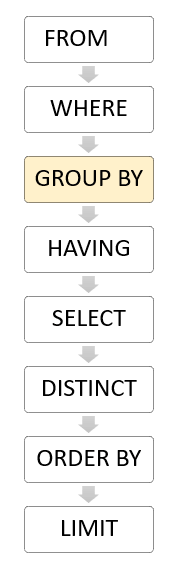 FROM
WHERE
GROUP BY
HAVING
SELECT
DISTINCT
ORDER BY
LIMIT